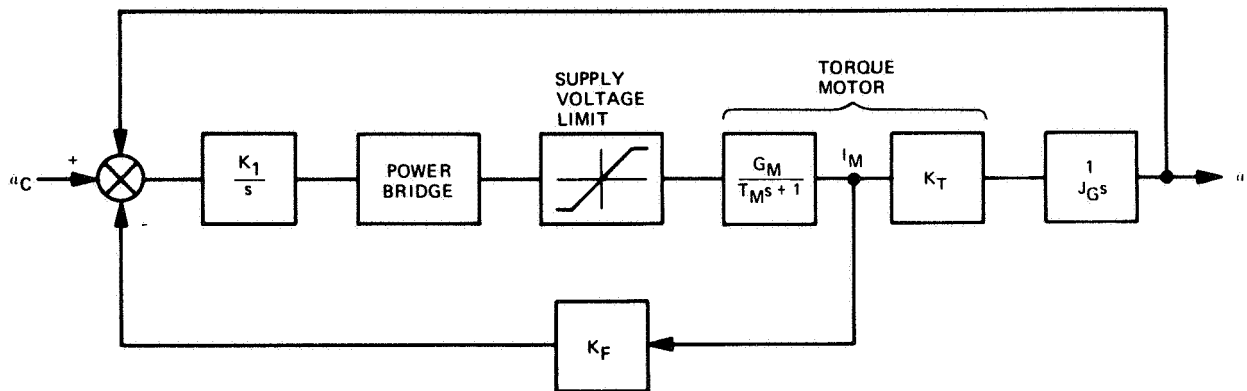 SUPPLY
VOLTAGE
LIMIT
TORQUE
MOTOR
+
αC
-
K1
s
POWER
BRIDGE
GM
TMs + 1
IM
KT
1
JGs
α
KF